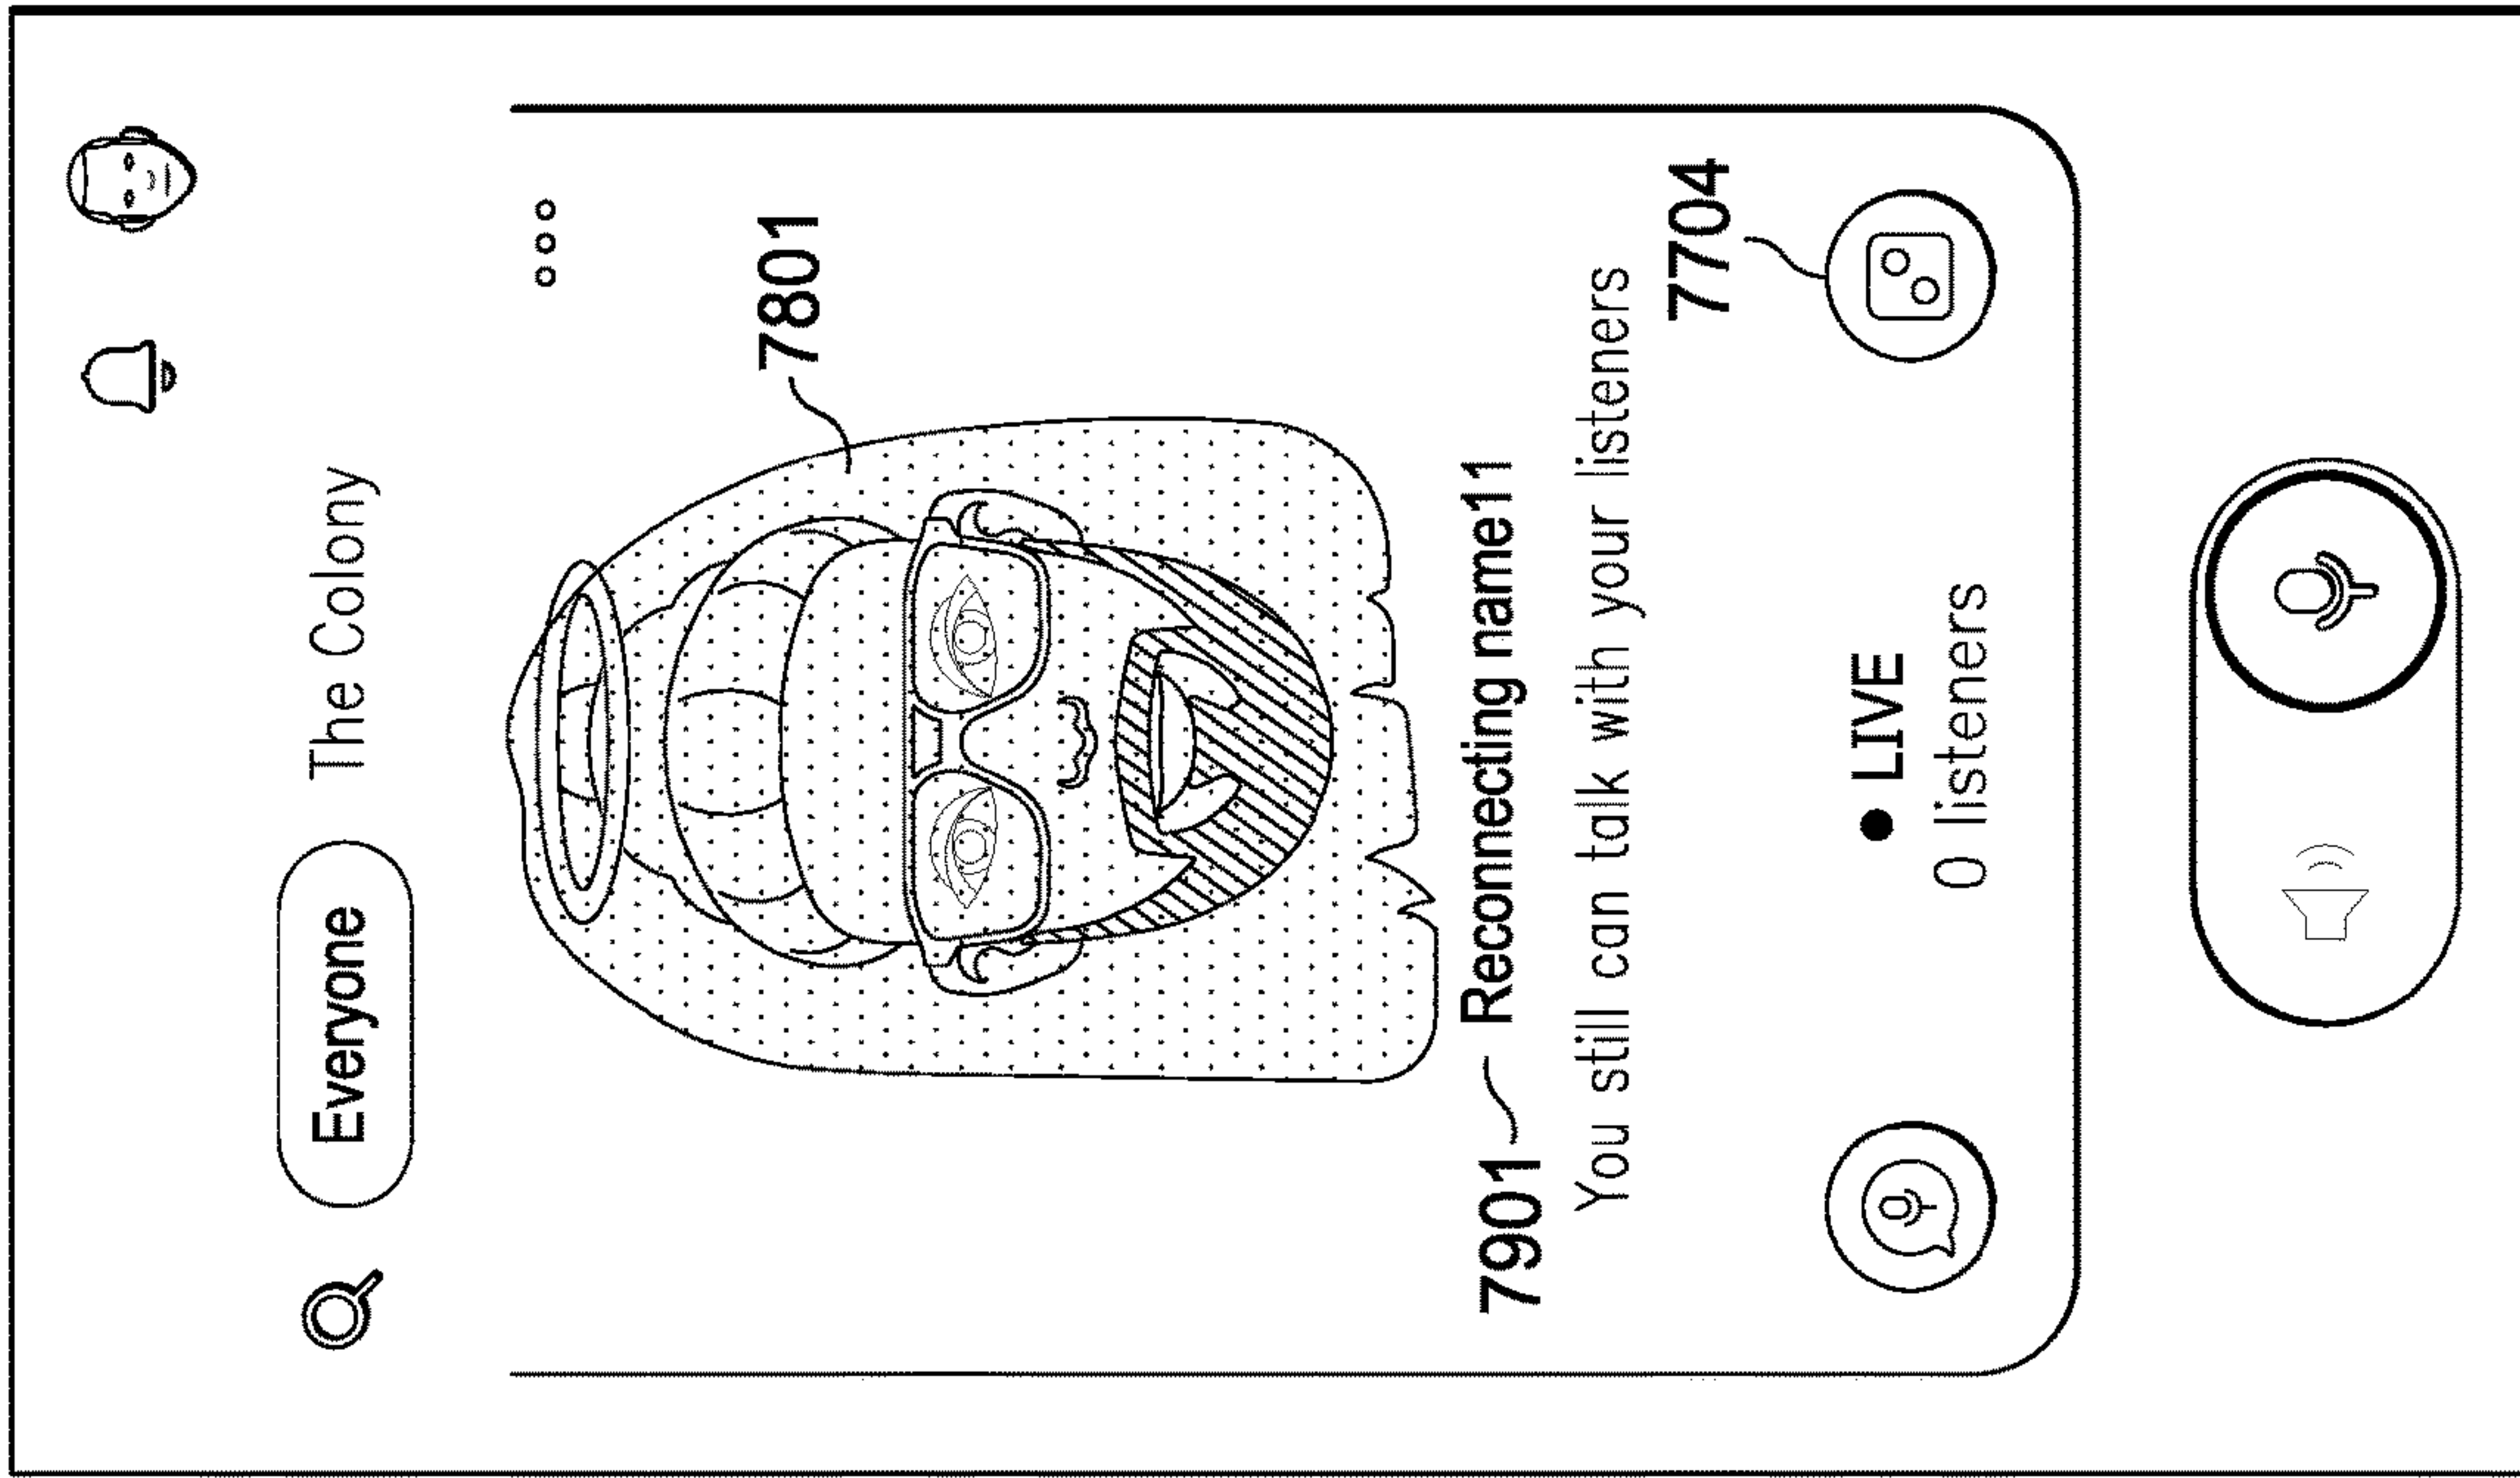 Everyone The Colony
7801
7901 Reconnecting name11
You still can talk with your listeners
7704
● LIVE
0 listeners